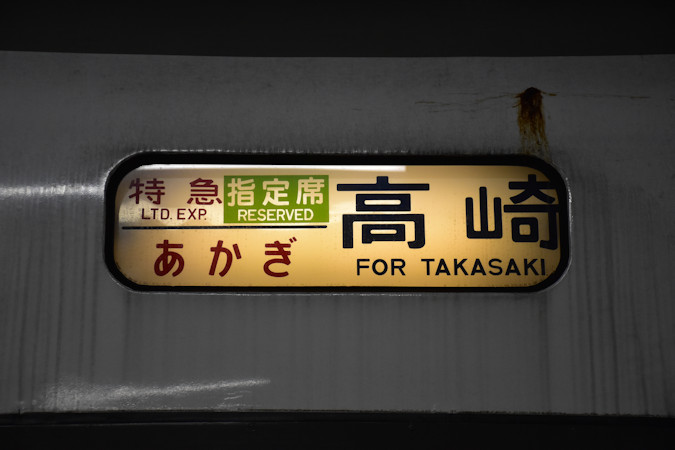 特急
LTD. EXP.
指定席
RESERVED
あかぎ
高崎
FOR TAKASAKI